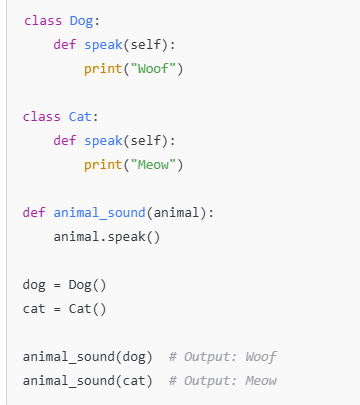 class Dog:
    def speak(self):
        print("Woof")

class Cat:
    def speak(self):
        print("Meow")

def animal_sound(animal):
    animal.speak()

dog = Dog()
cat = Cat()

animal_sound(dog)  # Output: Woof
animal_sound(cat)  # Output: Meow